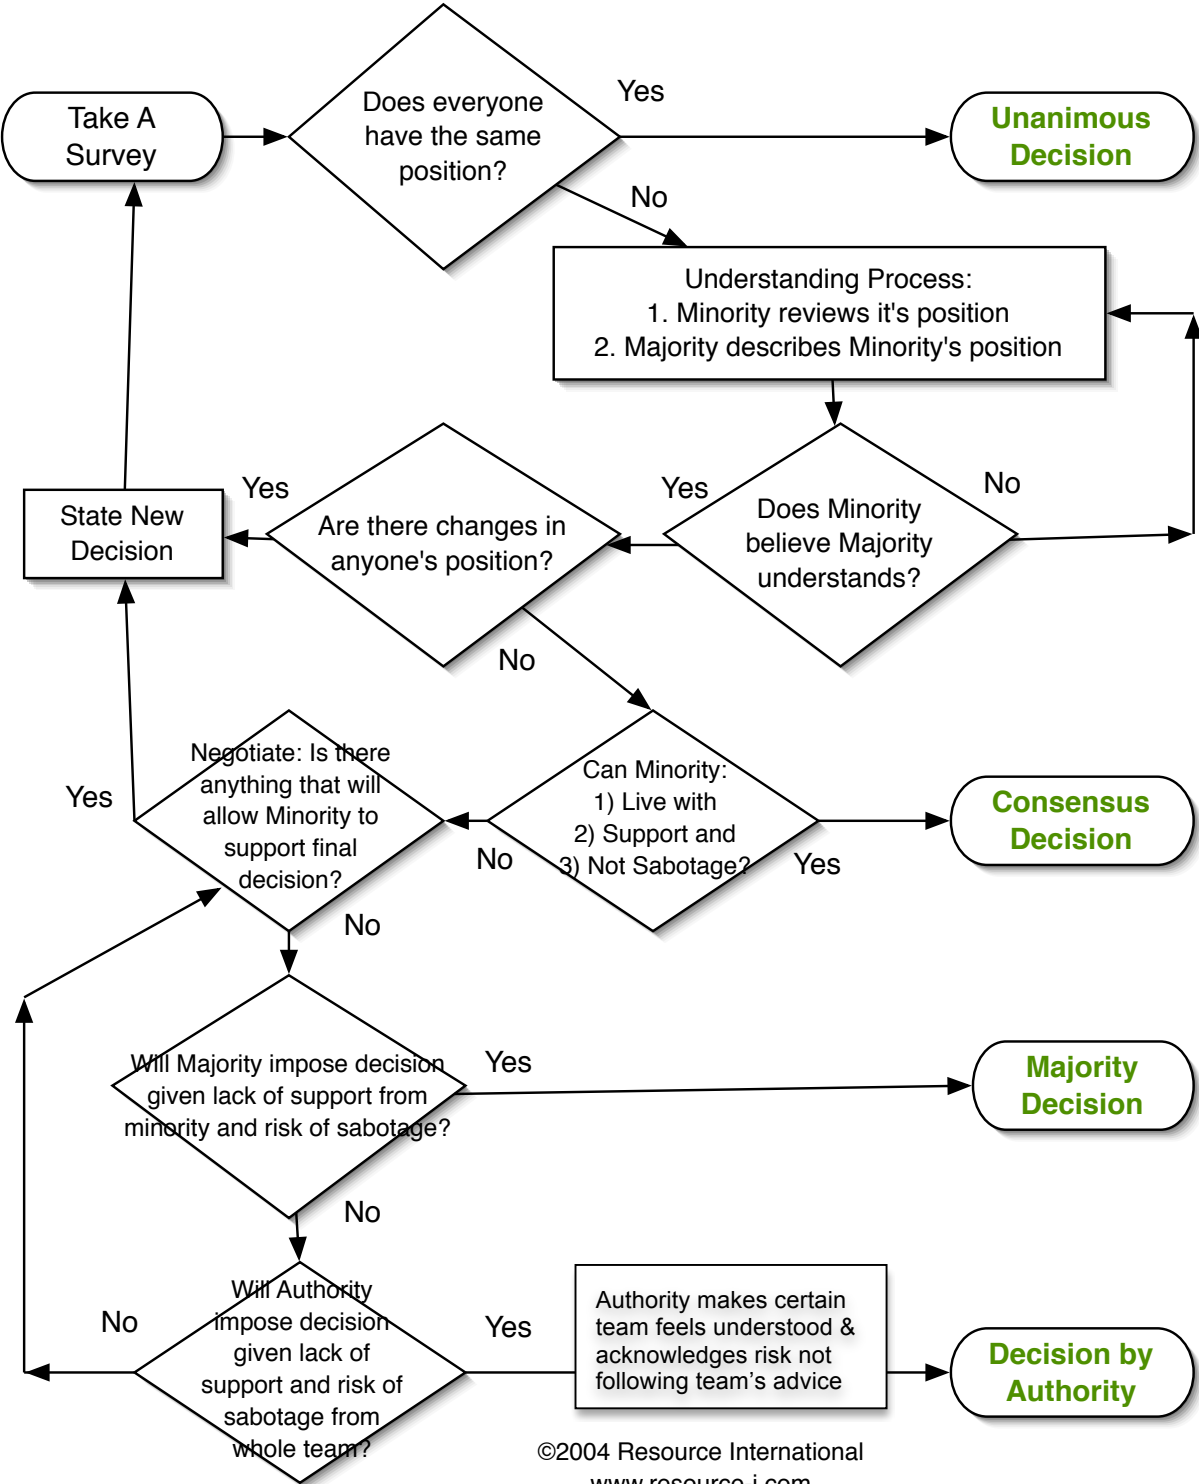 Take A
Survey
Does everyone
have the same
position?
Yes
Unanimous
Decision
No
Understanding Process:
1. Minority reviews it's position
2. Majority describes Minority's position
State New
Decision
Yes
Are there changes in
anyone's position?
Yes
Does Minority
believe Majority
understands?
No
No
Negotiate: Is there
anything that will
allow Minority to
support final
decision?
Yes
Can Minority:
1) Live with
2) Support and
3) Not Sabotage?
No
Yes
Consensus
Decision
No
Will Majority impose decision
given lack of support from
minority and risk of sabotage?
Yes
Majority
Decision
No
Will Authority
impose decision
given lack of
support and risk of
sabotage from
whole team?
No
Yes
Authority makes certain
team feels understood &
acknowledges risk not
following team’s advice
Decision by
Authority
©2004 Resource International
www.resource-i.com